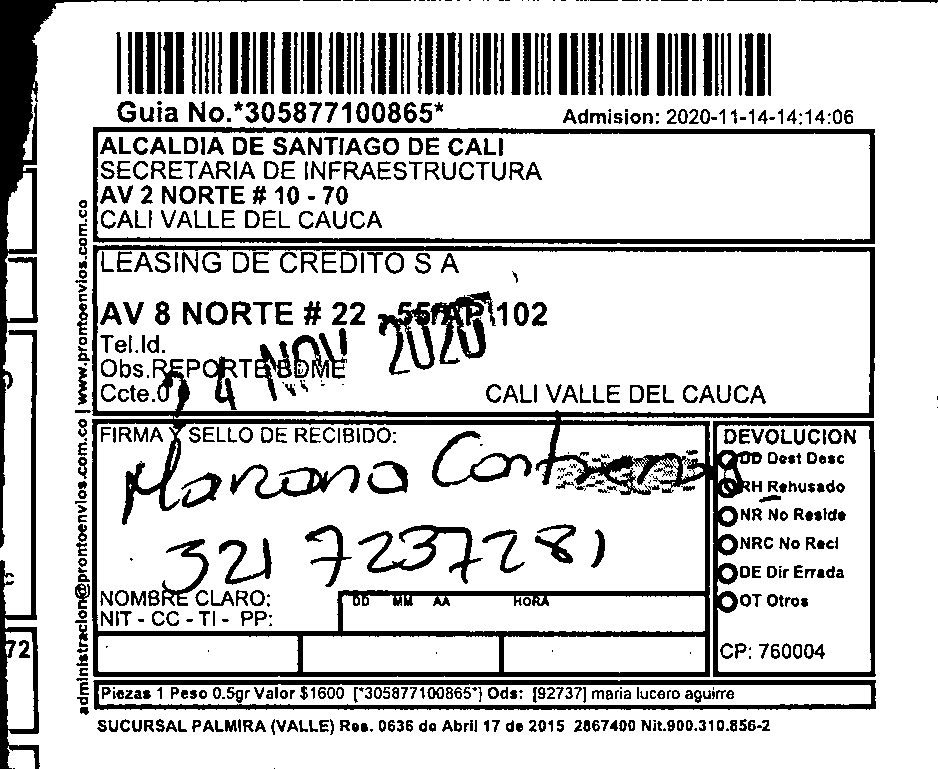 Guia No.*305877100865*
Admision: 2020-11-14-14:14:06
ALCALDIA DE SANTIAGO DE CALI
SECRETARIA DE INFRAESTRUCTURA
AV 2 NORTE # 10 - 70
CALI VALLE DEL CAUCA
LEASING DE CREDITO S A
AV 8 NORTE # 22 - 55 AP 102
Tel.Id.
24 NOV 2020
Obs.REPORTE BDME
Ccte.0
CALI VALLE DEL CAUCA
administracion@prontoenvios.com.co | www.prontoenvios.com.co
FIRMA Y SELLO DE RECIBIDO:
Mariana Contreras
321 7237281
NOMBRE CLARO:
NIT - CC - TI - PP:
DD MM AA HORA
DEVOLUCION
DD Dest Desc
RH Rehusado
NR No Reside
NRC No Recl
DE Dir Errada
OT Otros
CP: 760004
72
Piezas 1 Peso 0.5gr Valor $1600 [*305877100865*] Ods: [92737] maria lucero aguirre
SUCURSAL PALMIRA (VALLE) Res. 0636 de Abril 17 de 2015 2867400 Nit.900.310.856-2